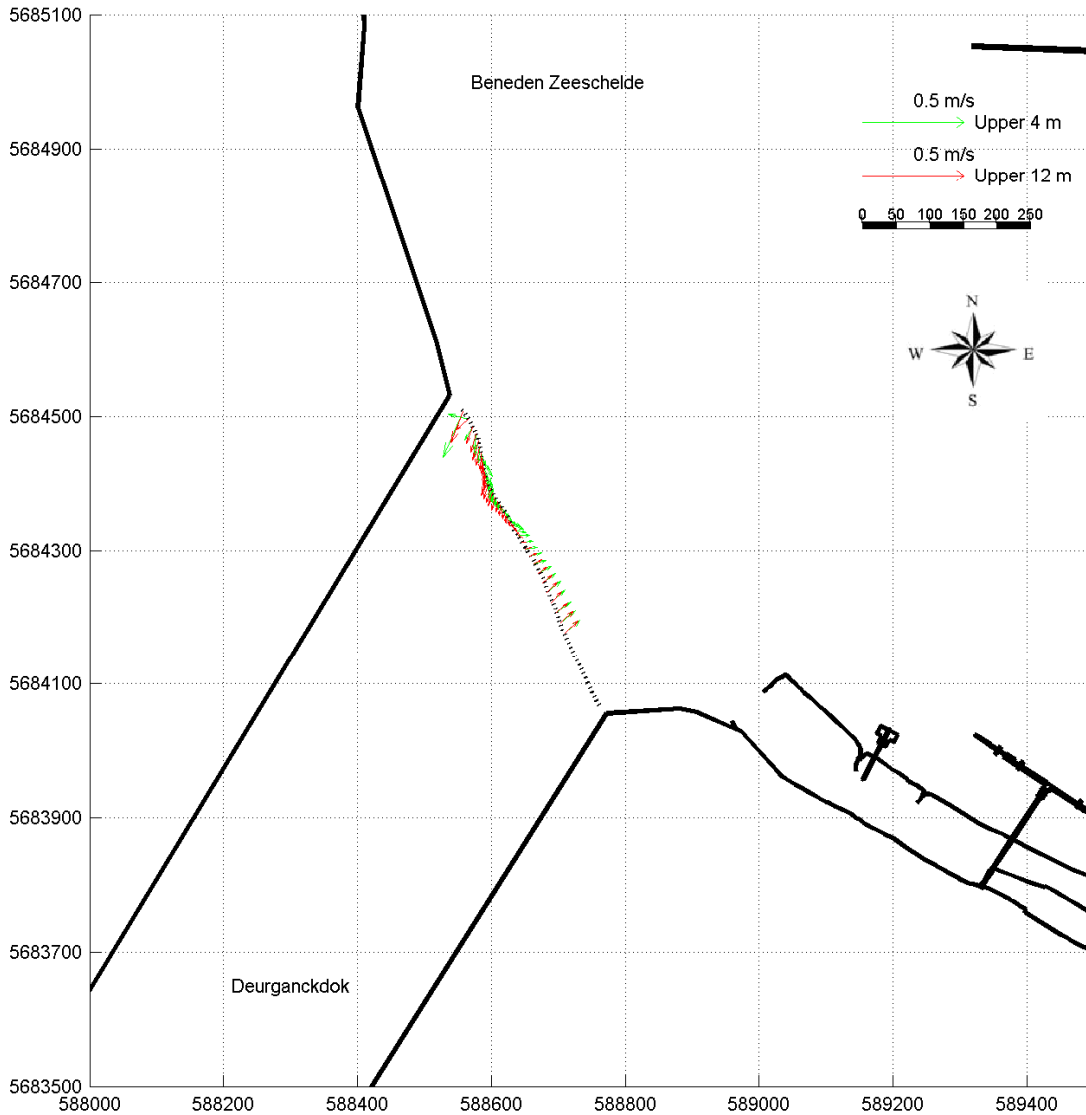 5685100
Beneden Zeeschelde
0.5 m/s
Upper 4 m
5684900
0.5 m/s
Upper 12 m
0 50 100 150 200 250
5684700
N
W E
S
5684500
5684300
5684100
5683900
5683700
Deurganckdok
5683500
588000 588200 588400 588600 588800 589000 589200 589400